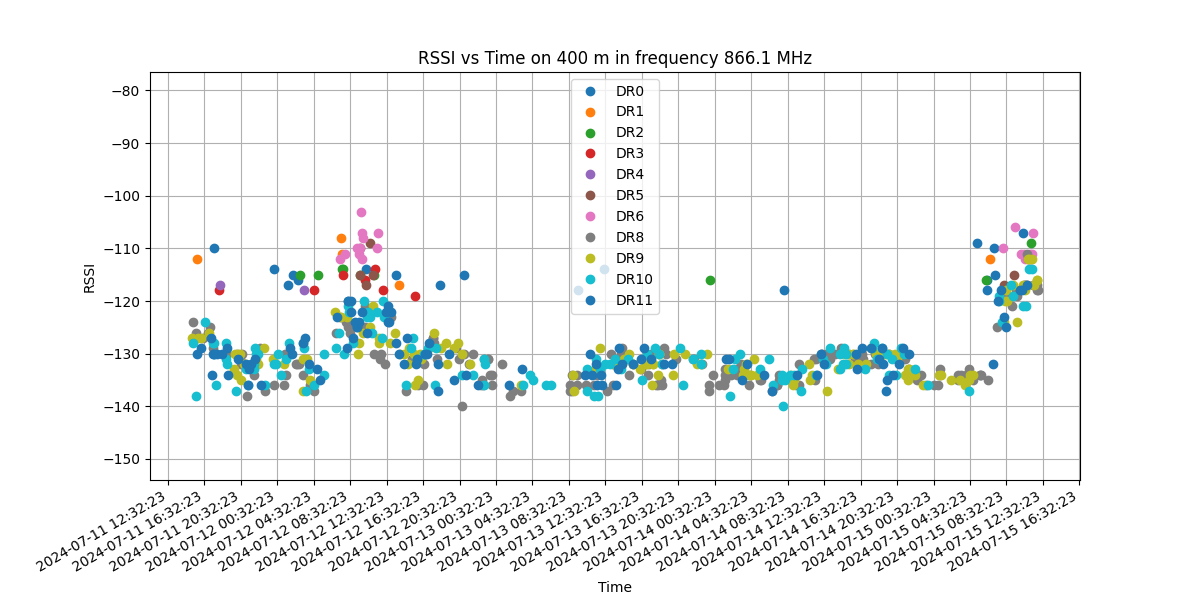 RSSI vs Time on 400 m in frequency 866.1 MHz
RSSI
−80
−90
−100
−110
−120
−130
−140
−150
DR0
DR1
DR2
DR3
DR4
DR5
DR6
DR8
DR9
DR10
DR11
2024-07-11 12:32:23
2024-07-11 16:32:23
2024-07-11 20:32:23
2024-07-12 00:32:23
2024-07-12 04:32:23
2024-07-12 08:32:23
2024-07-12 12:32:23
2024-07-12 16:32:23
2024-07-12 20:32:23
2024-07-13 00:32:23
2024-07-13 04:32:23
2024-07-13 08:32:23
2024-07-13 12:32:23
2024-07-13 16:32:23
2024-07-13 20:32:23
2024-07-14 00:32:23
2024-07-14 04:32:23
2024-07-14 08:32:23
2024-07-14 12:32:23
2024-07-14 16:32:23
2024-07-14 20:32:23
2024-07-15 00:32:23
2024-07-15 04:32:23
2024-07-15 08:32:23
2024-07-15 12:32:23
2024-07-15 16:32:23
Time